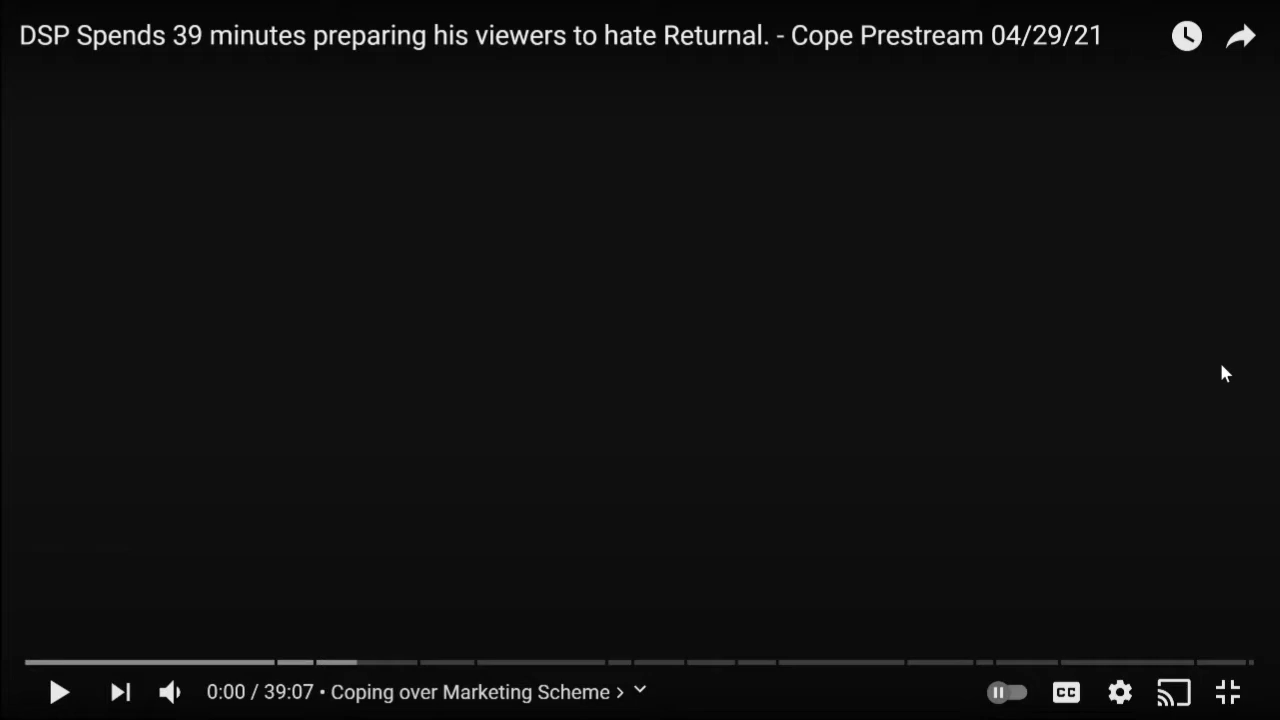 DSP Spends 39 minutes preparing his viewers to hate Returnal. - Cope Prestream 04/29/21
0:00 / 39:07 • Coping over Marketing Scheme
CC